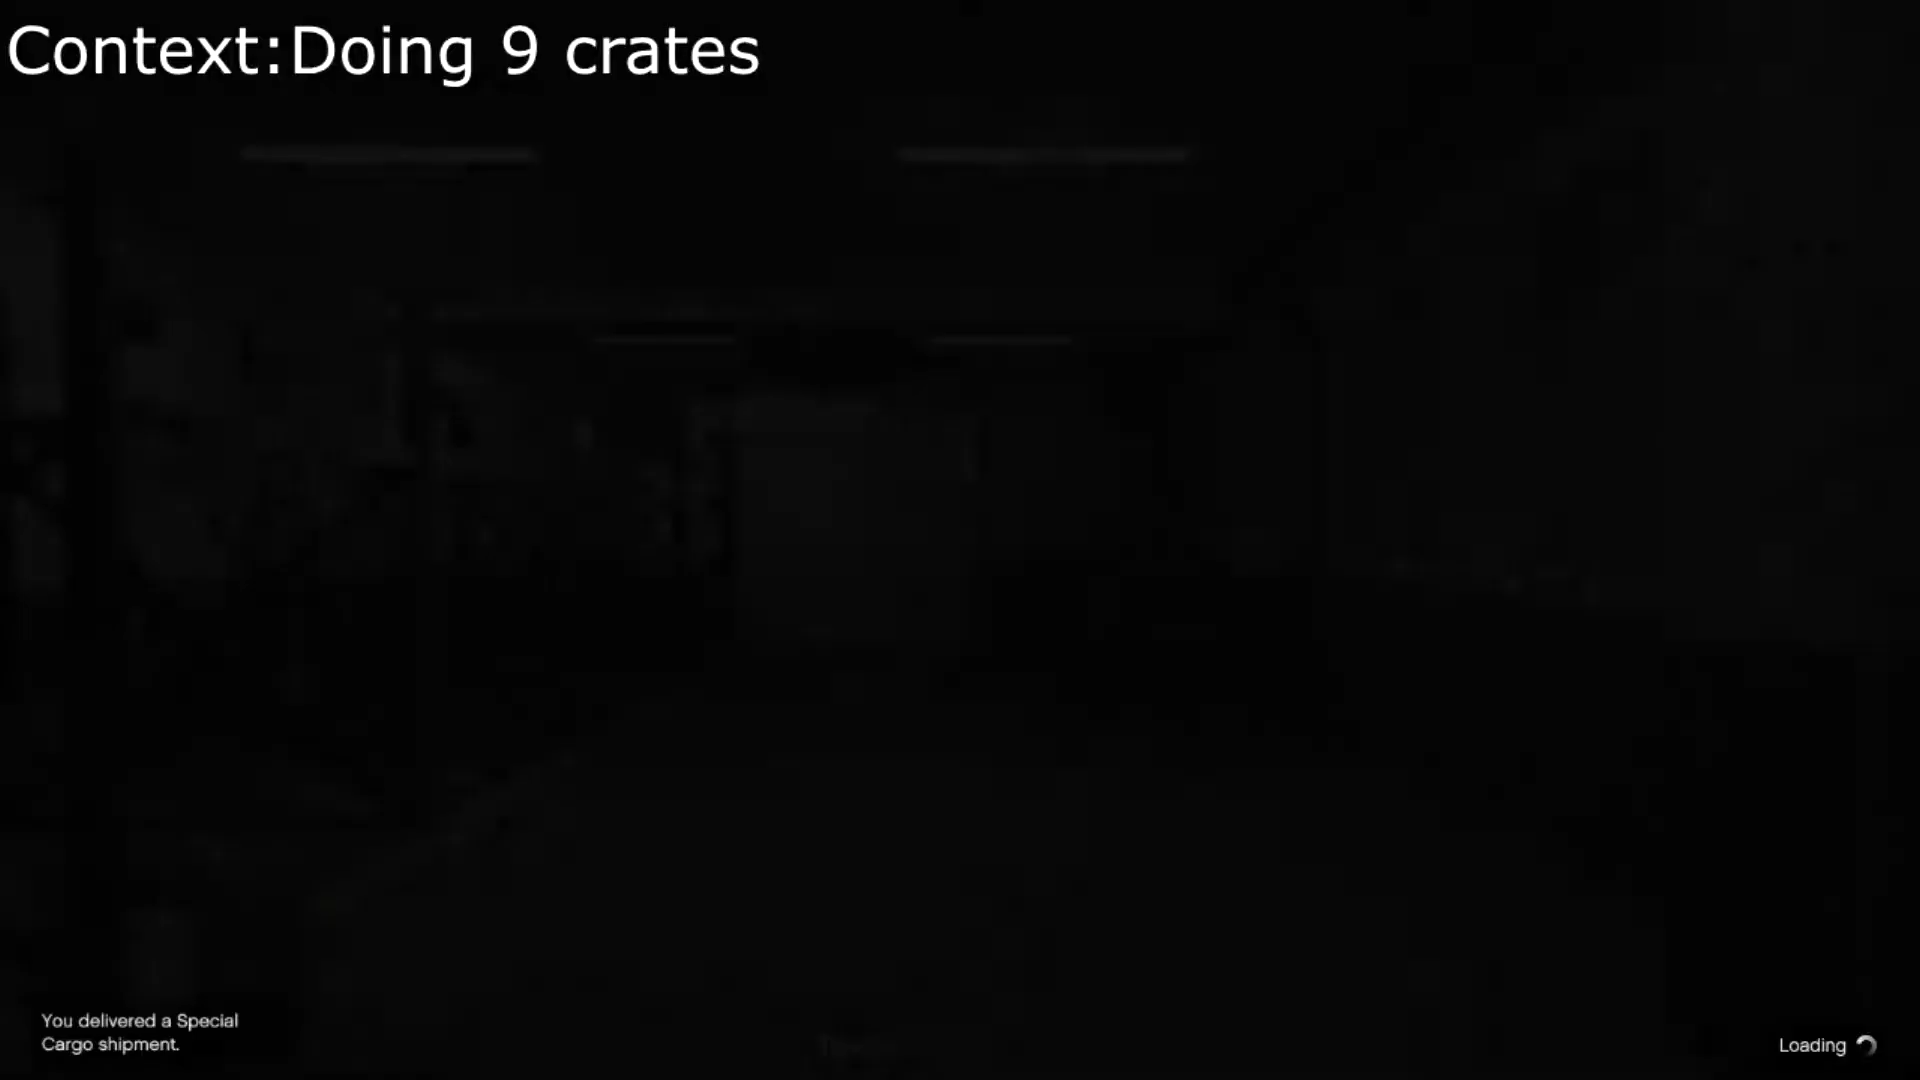 Context:Doing 9 crates
You delivered a Special
Cargo shipment.
Loading